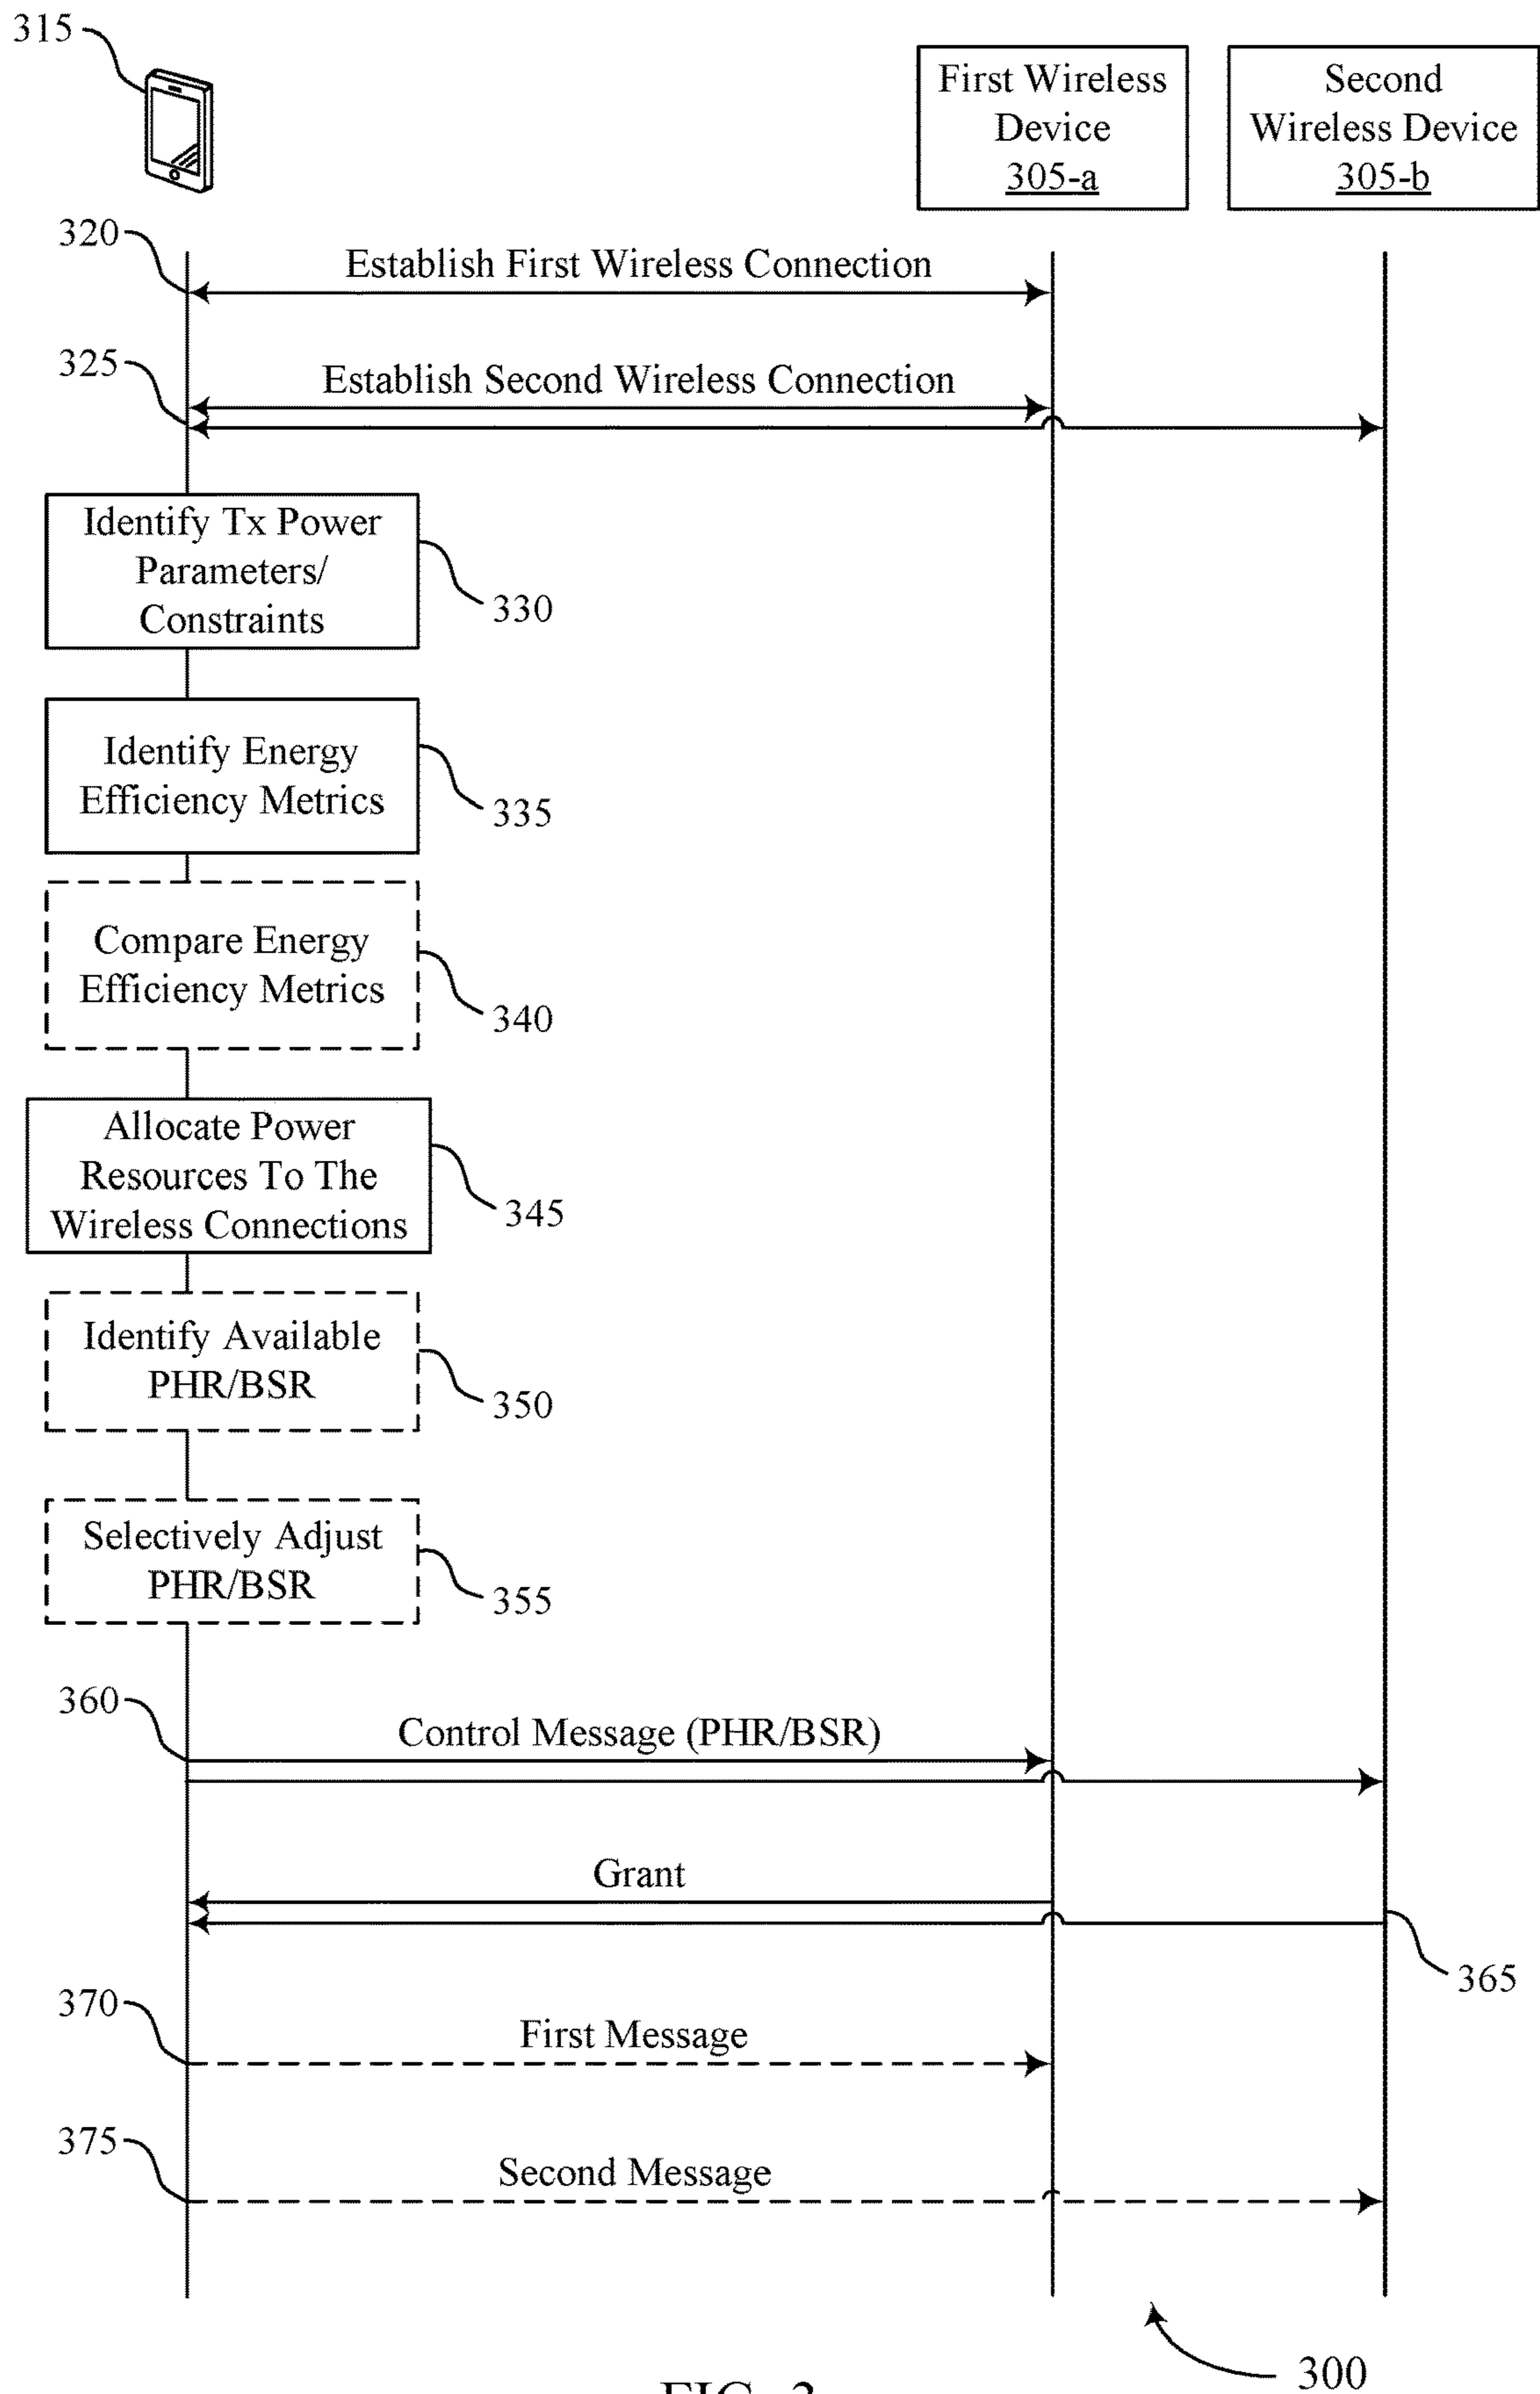 315
First Wireless
Device
305-a
Second
Wireless Device
305-b
320
Establish First Wireless Connection
325
Establish Second Wireless Connection
Identify Tx Power
Parameters/
Constraints
330
Identify Energy
Efficiency Metrics
335
Compare Energy
Efficiency Metrics
340
Allocate Power
Resources To The
Wireless Connections
345
Identify Available
PHR/BSR
350
Selectively Adjust
PHR/BSR
355
360
Control Message (PHR/BSR)
Grant
365
370
First Message
375
Second Message
300
FIG. 3